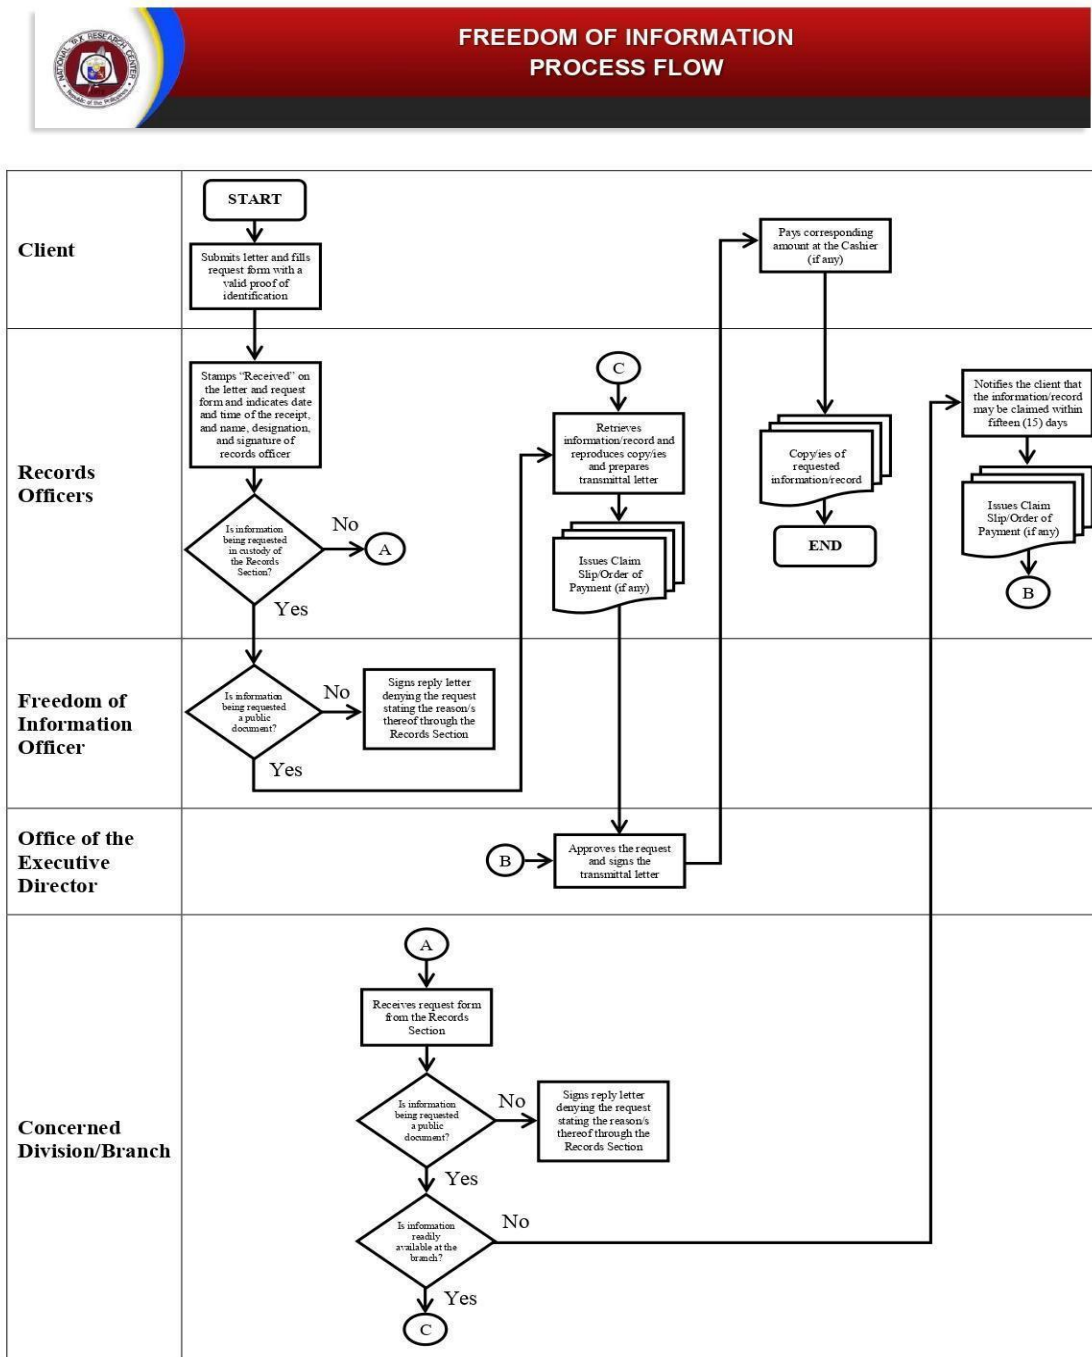 FREEDOM OF INFORMATION
PROCESS FLOW
NATIONAL TAX RESEARCH CENTER
Republic of the Philippines
Client
START
Submits letter and fills
request form with a
valid proof of
identification
Pays corresponding
amount at the Cashier
(if any)
Records
Officers
Stamps “Received” on
the letter and request
form and indicates date
and time of the receipt,
and name, designation,
and signature of
records officer
Is information
being requested
in custody of
the Records
Section?
No
A
Yes
C
Retrieves
information/record and
reproduces copy/ies
and prepares
transmittal letter
Issues Claim
Slip/Order of
Payment (if any)
Copy/ies of
requested
information/record
END
Notifies the client that
the information/record
may be claimed within
fifteen (15) days
Issues Claim
Slip/Order of
Payment (if any)
B
Freedom of
Information
Officer
Is information
being requested
a public
document?
No
Signs reply letter
denying the request
stating the reason/s
thereof through the
Records Section
Yes
Office of the
Executive
Director
B
Approves the request
and signs the
transmittal letter
Concerned
Division/Branch
A
Receives request form
from the Records
Section
Is information
being requested
a public
document?
No
Signs reply letter
denying the request
stating the reason/s
thereof through the
Records Section
Yes
Is information
readily
available at the
branch?
No
Yes
C